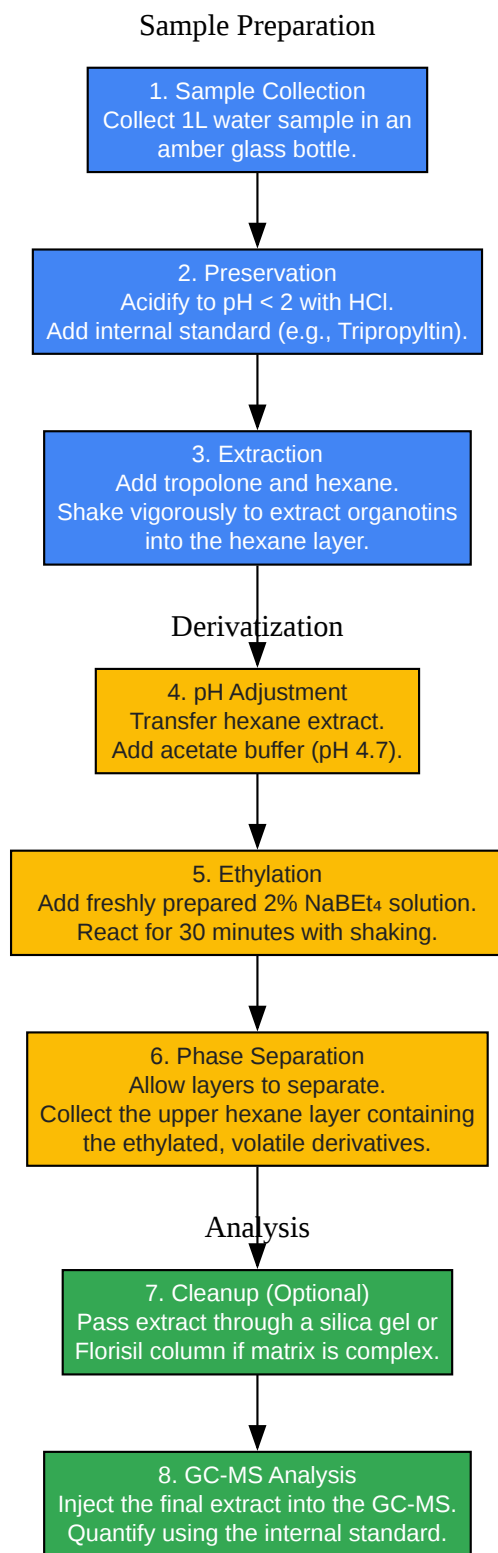 Sample Preparation
1. Sample Collection
Collect 1L water sample in an
amber glass bottle.
2. Preservation
Acidify to pH < 2 with HCl.
Add internal standard (e.g., Tripropyltin).
3. Extraction
Add tropolone and hexane.
Shake vigorously to extract organotins
into the hexane layer.
Derivatization
4. pH Adjustment
Transfer hexane extract.
Add acetate buffer (pH 4.7).
5. Ethylation
Add freshly prepared 2% NaBEt₄ solution.
React for 30 minutes with shaking.
6. Phase Separation
Allow layers to separate.
Collect the upper hexane layer containing
the ethylated, volatile derivatives.
Analysis
7. Cleanup (Optional)
Pass extract through a silica gel or
Florisil column if matrix is complex.
8. GC-MS Analysis
Inject the final extract into the GC-MS.
Quantify using the internal standard.